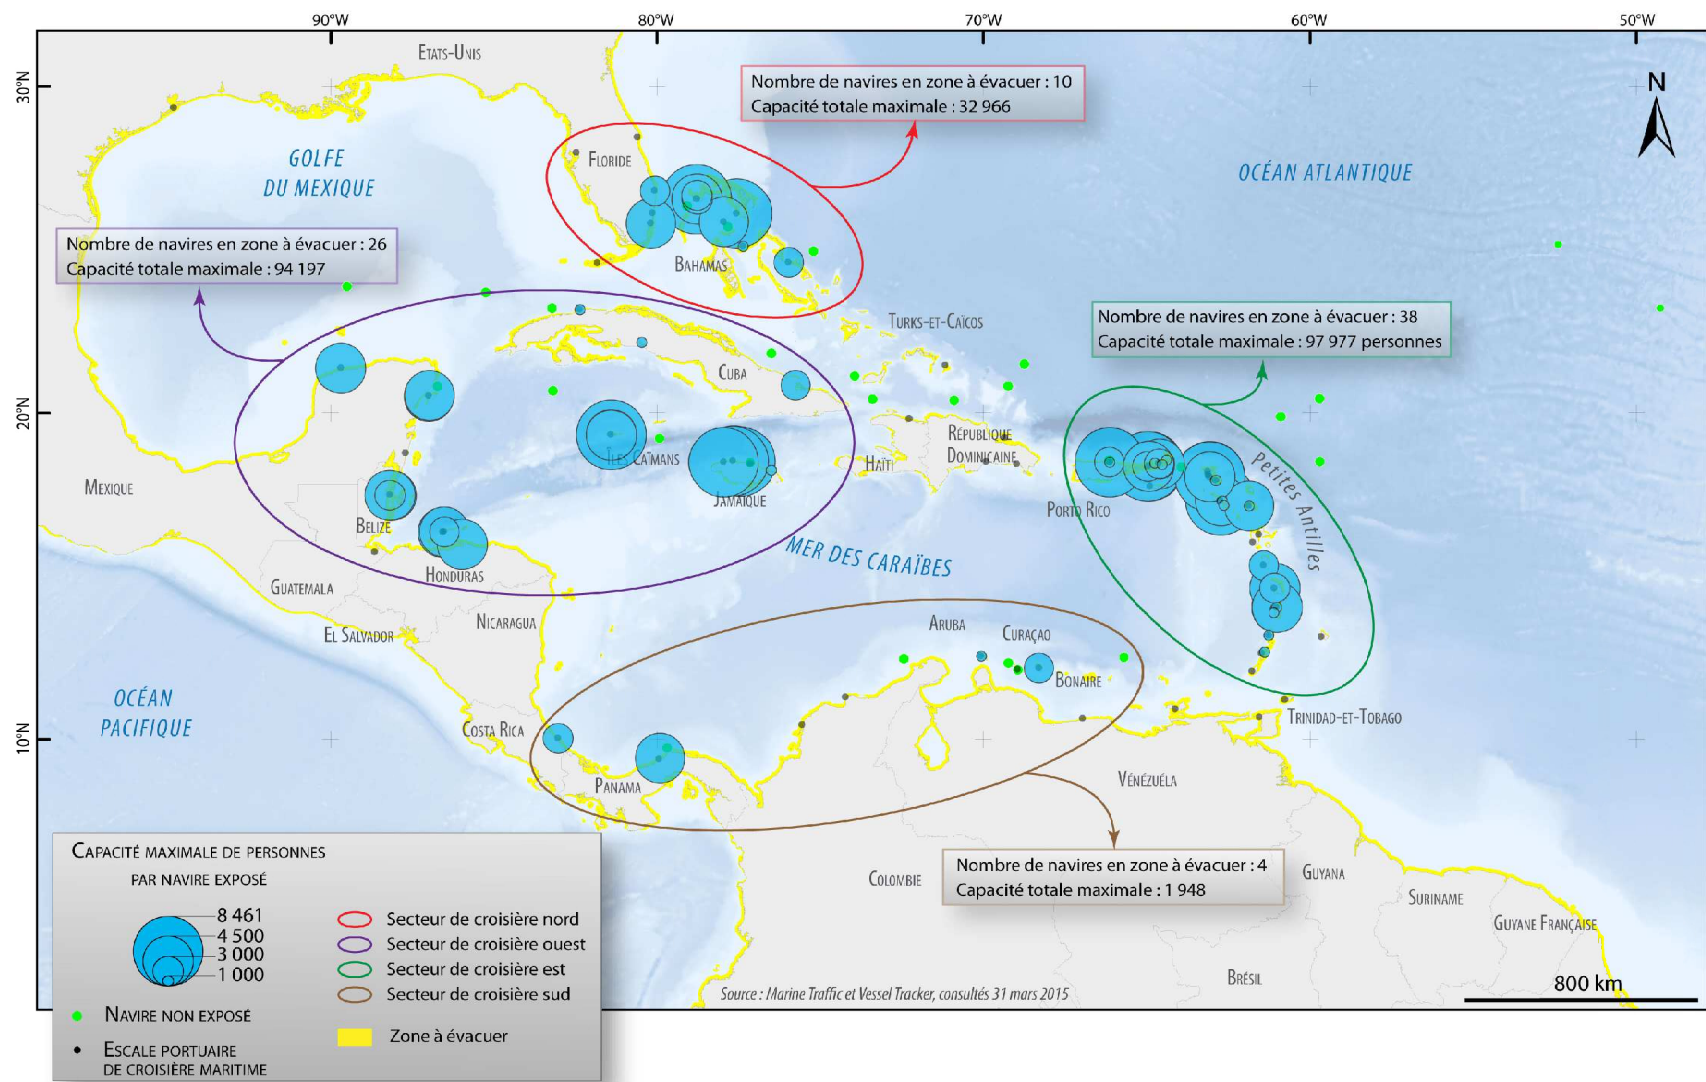 90°W
80°W
70°W
60°W
50°W
30°N
20°N
10°N
N
ETATS-UNIS
Nombre de navires en zone à évacuer : 10
Capacité totale maximale : 32 966
GOLFE
DU MEXIQUE
FLORIDE
OCÉAN ATLANTIQUE
Nombre de navires en zone à évacuer : 26
Capacité totale maximale : 94 197
BAHAMAS
TURKS-ET-CAÏCOS
Nombre de navires en zone à évacuer : 38
Capacité totale maximale : 97 977 personnes
CUBA
ÎLES CAÏMANS
HAÏTI
RÉPUBLIQUE
DOMINICAINE
PETITES ANTILLES
MEXIQUE
JAMAÏQUE
PORTO RICO
BELIZE
MER DES CARAÏBES
HONDURAS
GUATEMALA
NICARAGUA
EL SALVADOR
ARUBA
CURAÇAO
BONAIRE
OCÉAN
PACIFIQUE
COSTA RICA
TRINIDAD-ET-TOBAGO
PANAMA
VÉNÉZUÉLA
Nombre de navires en zone à évacuer : 4
Capacité totale maximale : 1 948
COLOMBIE
GUYANA
SURINAME
GUYANE FRANÇAISE
BRÉSIL
800 km
Source : Marine Traffic et Vessel Tracker, consultés 31 mars 2015
CAPACITÉ MAXIMALE DE PERSONNES
PAR NAVIRE EXPOSÉ
8 461
4 500
3 000
1 000
Secteur de croisière nord
Secteur de croisière ouest
Secteur de croisière est
Secteur de croisière sud
NAVIRE NON EXPOSÉ
Zone à évacuer
ESCALE PORTUAIRE
DE CROISIÈRE MARITIME